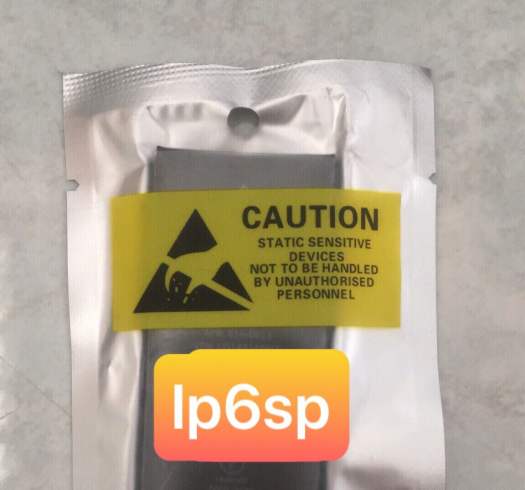 CAUTION
STATIC SENSITIVE
DEVICES
NOT TO BE HANDLED
BY UNAUTHORISED
PERSONNEL
Ip6sp